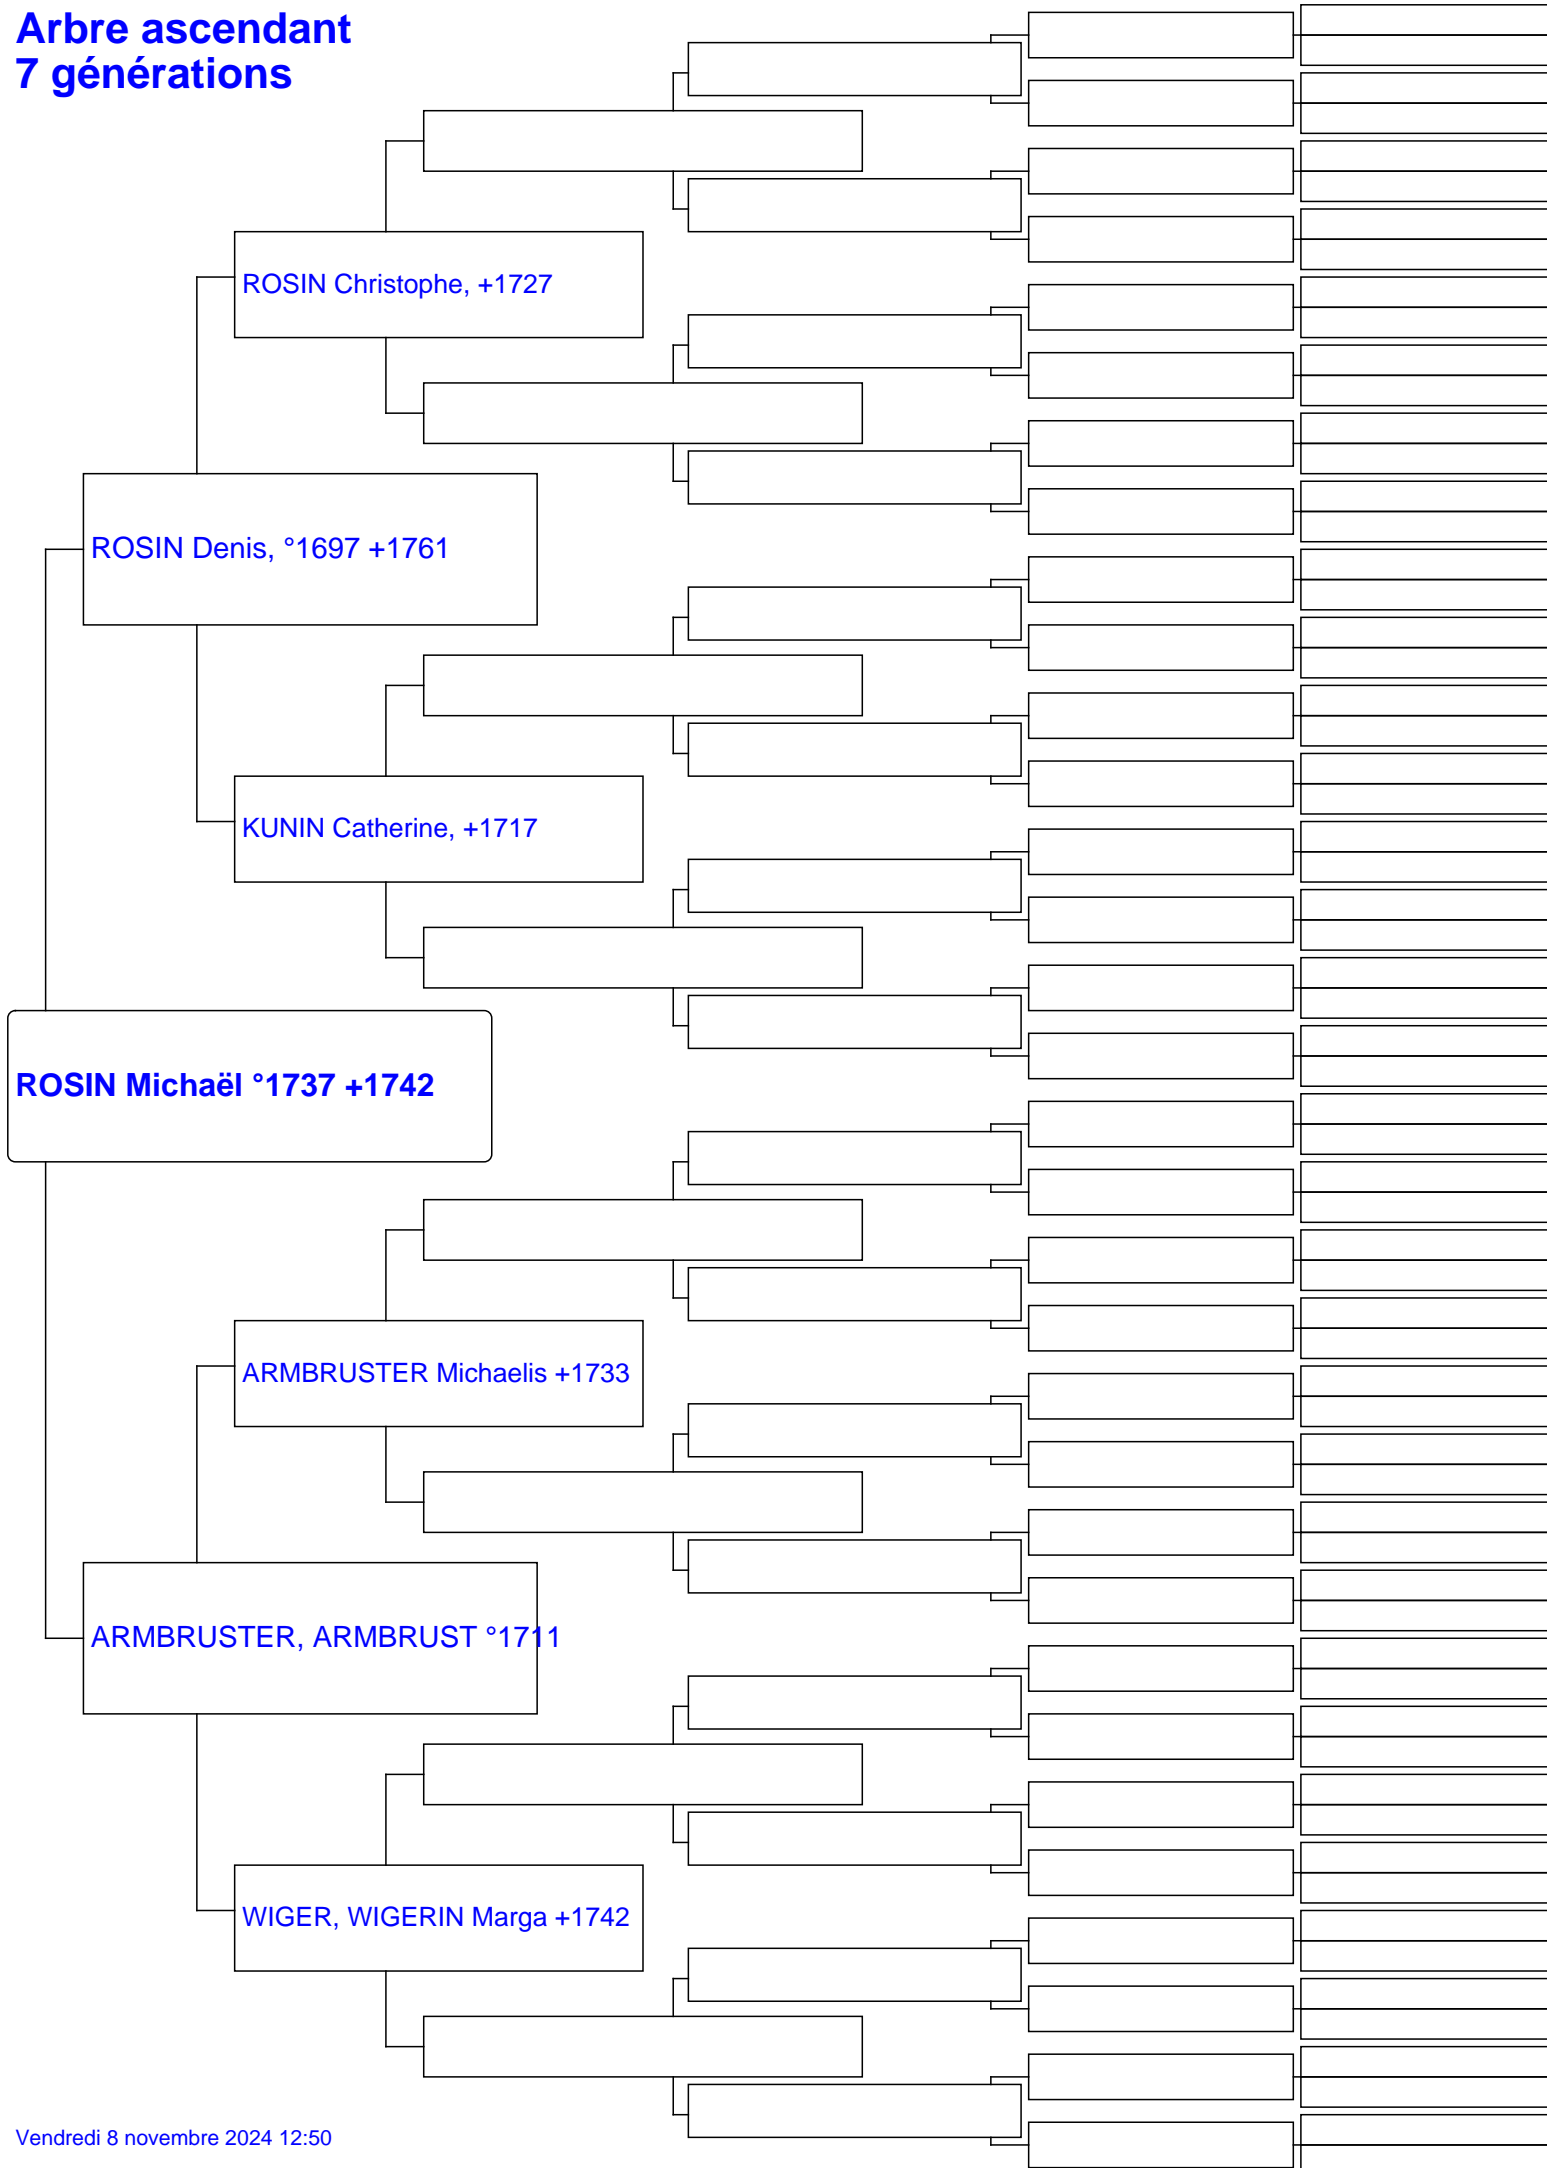 Arbre ascendant
7 générations
ROSIN Christophe, +1727
ROSIN Denis, °1697 +1761
KUNIN Catherine, +1717
ROSIN Michaël °1737 +1742
ARMBRUSTER Michaelis +1733
ARMBRUSTER, ARMBRUST °1711
WIGER, WIGERIN Marga +1742
Vendredi 8 novembre 2024 12:50